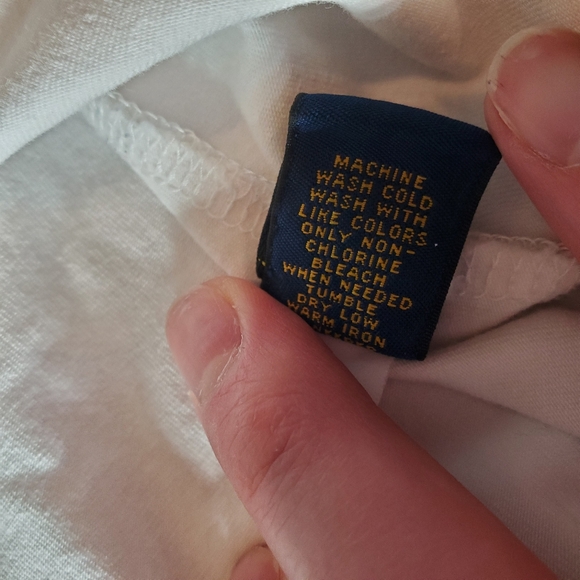 MACHINE
WASH COLD
WASH WITH
LIKE COLORS
ONLY NON-
CHLORINE
BLEACH
WHEN NEEDED
TUMBLE
DRY LOW
WARM IRON